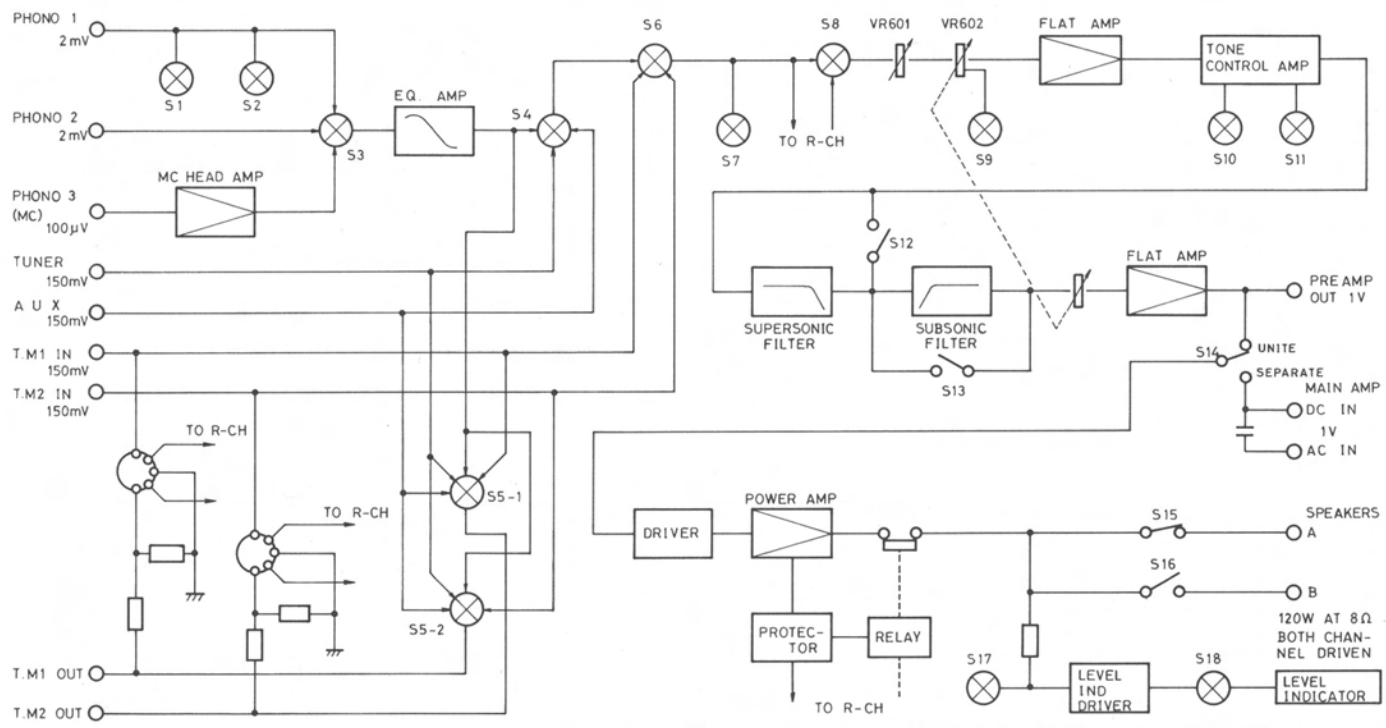 PHONO 1
2mV
S1
S2
PHONO 2
2mV
S3
EQ. AMP
S4
MC HEAD AMP
PHONO 3
(MC)
100μV
TUNER
150mV
A U X
150mV
T.M1 IN
150mV
T.M2 IN
150mV
TO R-CH
TO R-CH
S5-1
S5-2
T.M1 OUT
T.M2 OUT
S6
S7
TO R-CH
S8
VR601
VR602
S9
FLAT AMP
TONE
CONTROL AMP
S10
S11
S12
SUPERSONIC
FILTER
SUBSONIC
FILTER
S13
FLAT AMP
PREAMP
OUT 1V
S14
UNITE
SEPARATE
MAIN AMP
DC IN
1V
AC IN
DRIVER
POWER AMP
PROTEC-
TOR
RELAY
TO R-CH
S15
SPEAKERS
A
S16
B
120W AT 8Ω
BOTH CHAN-
NEL DRIVEN
S17
LEVEL
IND
DRIVER
S18
LEVEL
INDICATOR